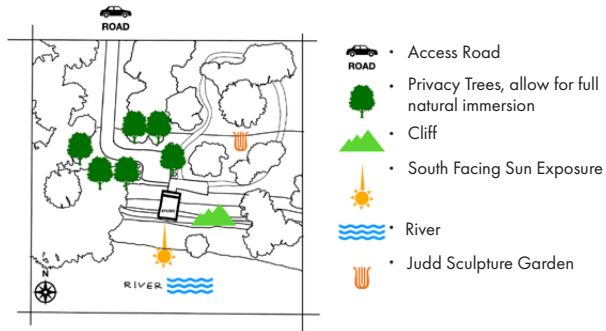 ROAD
N
RIVER
ROAD
Access Road
Privacy Trees, allow for full
natural immersion
Cliff
South Facing Sun Exposure
River
Judd Sculpture Garden